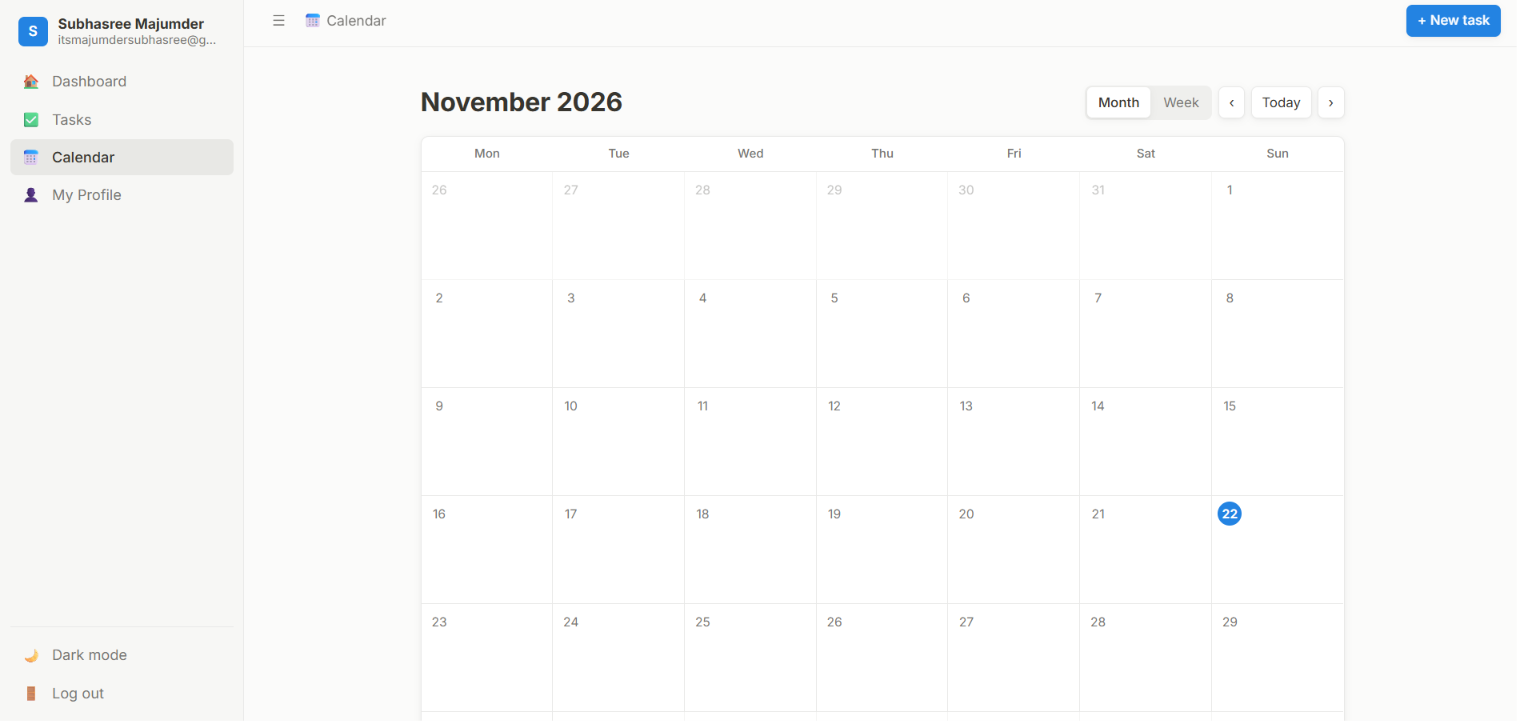 S
Subhasree Majumder
itsmajumdersubhasree@g...
Dashboard
Tasks
Calendar
My Profile
Dark mode
Log out
☰ Calendar
+ New task
November 2026
Month Week ‹ Today ›
Mon Tue Wed Thu Fri Sat Sun
26 27 28 29 30 31 1
2 3 4 5 6 7 8
9 10 11 12 13 14 15
16 17 18 19 20 21 22
23 24 25 26 27 28 29